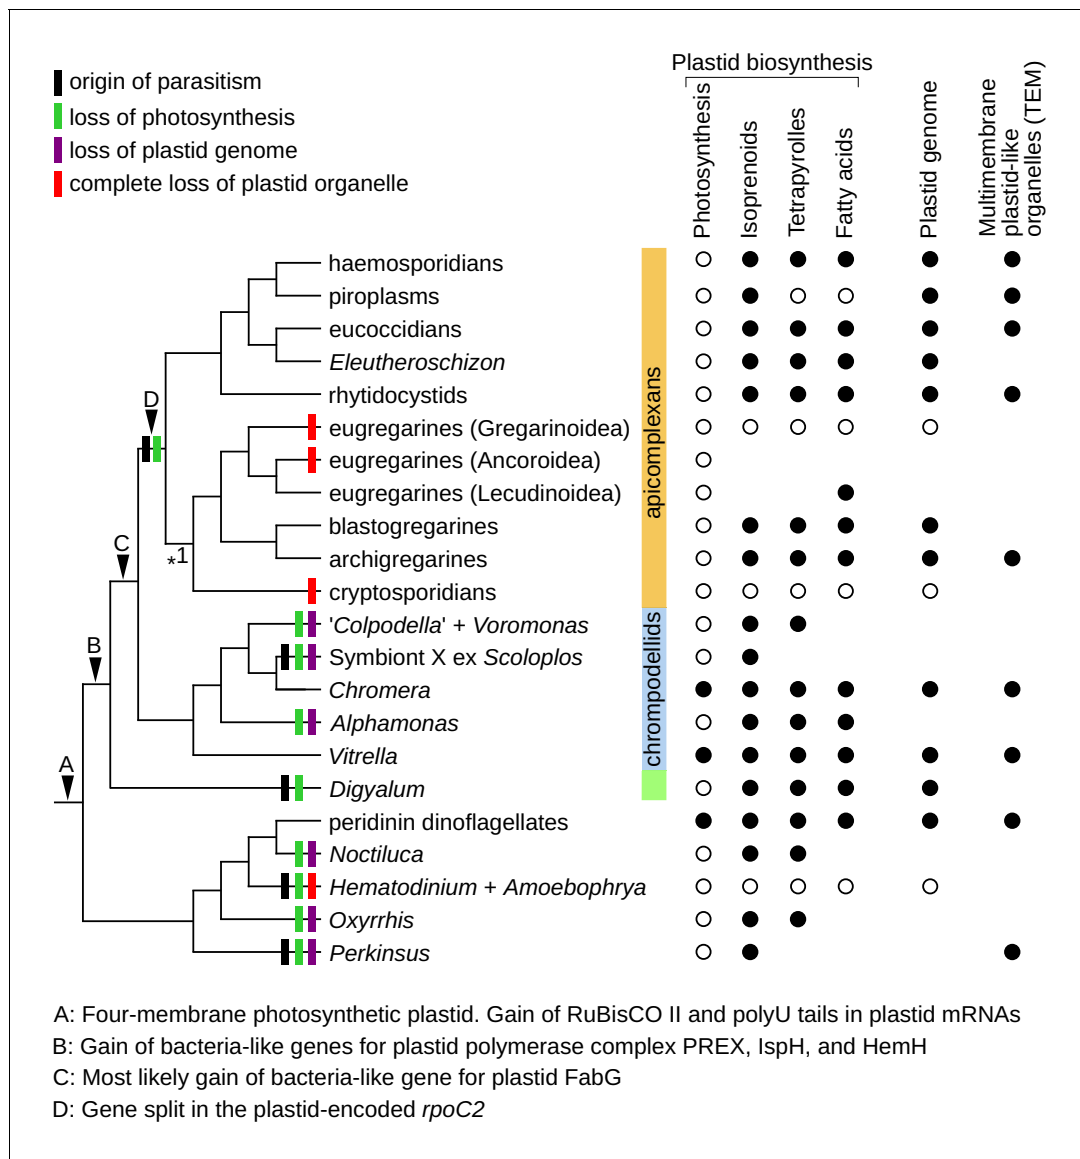 origin of parasitism
loss of photosynthesis
loss of plastid genome
complete loss of plastid organelle
Plastid biosynthesis
Photosynthesis
Isoprenoids
Tetrapyrolles
Fatty acids
Plastid genome
Multimembrane
plastid-like
organelles (TEM)
haemosporidians
piroplasms
eucoccidians
Eleutheroschizon
rhytidocystids
eugregarines (Gregarinoidea)
eugregarines (Ancoroidea)
eugregarines (Lecudinoidea)
blastogregarines
archigregarines
cryptosporidians
'Colpodella' + Voromonas
Symbiont X ex Scoloplos
Chromera
Alphamonas
Vitrella
Digyalum
peridinin dinoflagellates
Noctiluca
Hematodinium + Amoebophrya
Oxyrrhis
Perkinsus
apicomplexans
chrompodellids
D
*1
C
B
A
A: Four-membrane photosynthetic plastid. Gain of RuBisCO II and polyU tails in plastid mRNAs
B: Gain of bacteria-like genes for plastid polymerase complex PREX, IspH, and HemH
C: Most likely gain of bacteria-like gene for plastid FabG
D: Gene split in the plastid-encoded rpoC2